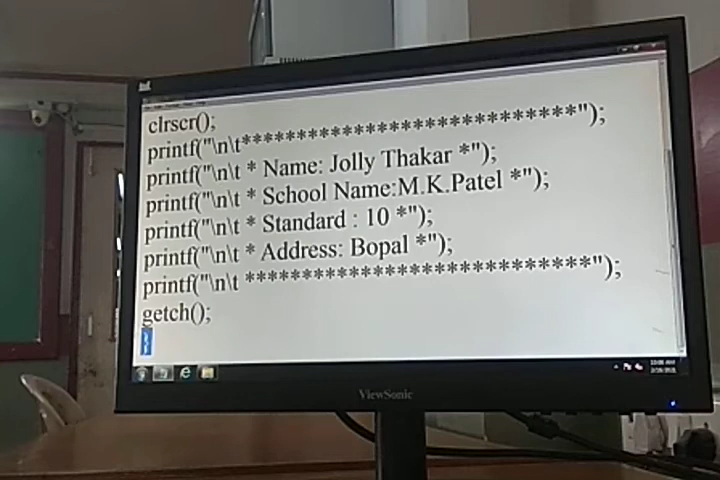 clrscr();
printf("\n\t*****************************");
printf("\n\t * Name: Jolly Thakar *");
printf("\n\t * School Name:M.K.Patel *");
printf("\n\t * Standard : 10 *");
printf("\n\t * Address: Bopal *");
printf("\n\t *****************************");
getch();
}
ViewSonic